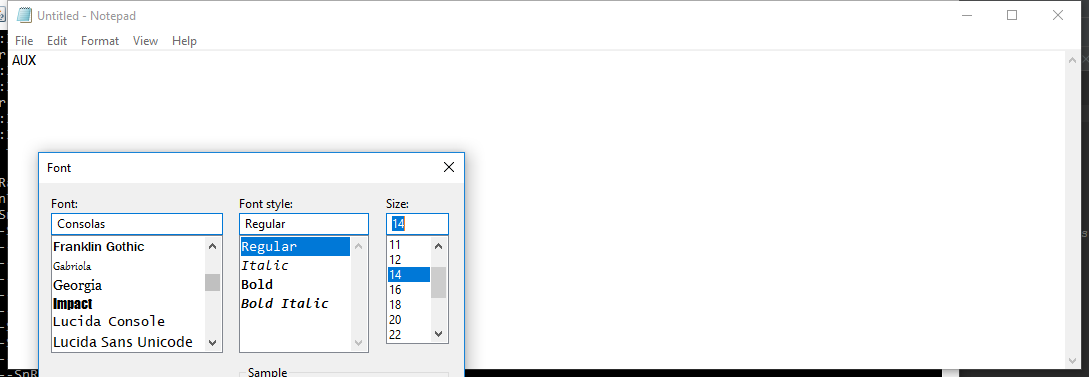 Untitled - Notepad
File Edit Format View Help
AUX
Font
Font: Font style: Size:
Consolas Regular 14
Franklin Gothic Regular 11
Gabriola Italic 12
Georgia Bold 14
Impact Bold Italic 16
Lucida Console 18
Lucida Sans Unicode 20
22
Sample